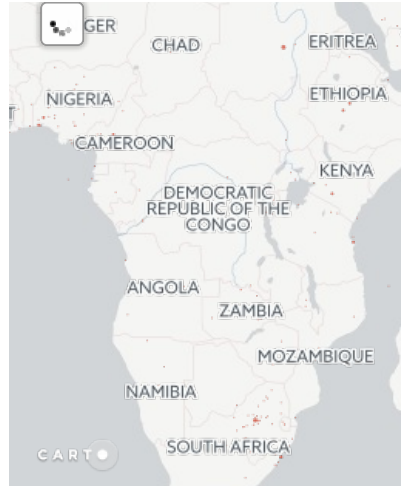 GER
CHAD
ERITREA
NIGERIA
ETHIOPIA
T
CAMEROON
KENYA
DEMOCRATIC
REPUBLIC OF THE
CONGO
ANGOLA
ZAMBIA
MOZAMBIQUE
NAMIBIA
SOUTH AFRICA
CARTO